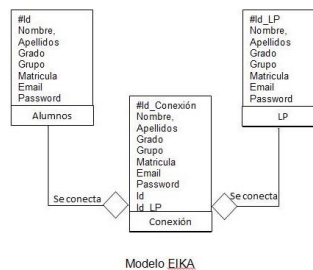 #Id
Nombre,
Apellidos
Grado
Grupo
Matricula
Email
Password
Alumnos
#Id_LP
Nombre,
Apellidos
Grado
Grupo
Matricula
Email
Password
LP
#Id_Conexión
Nombre,
Apellidos
Grado
Grupo
Matricula
Email
Password
Id
Id_LP
Conexión
Se conecta
Se conecta
Modelo EIKA